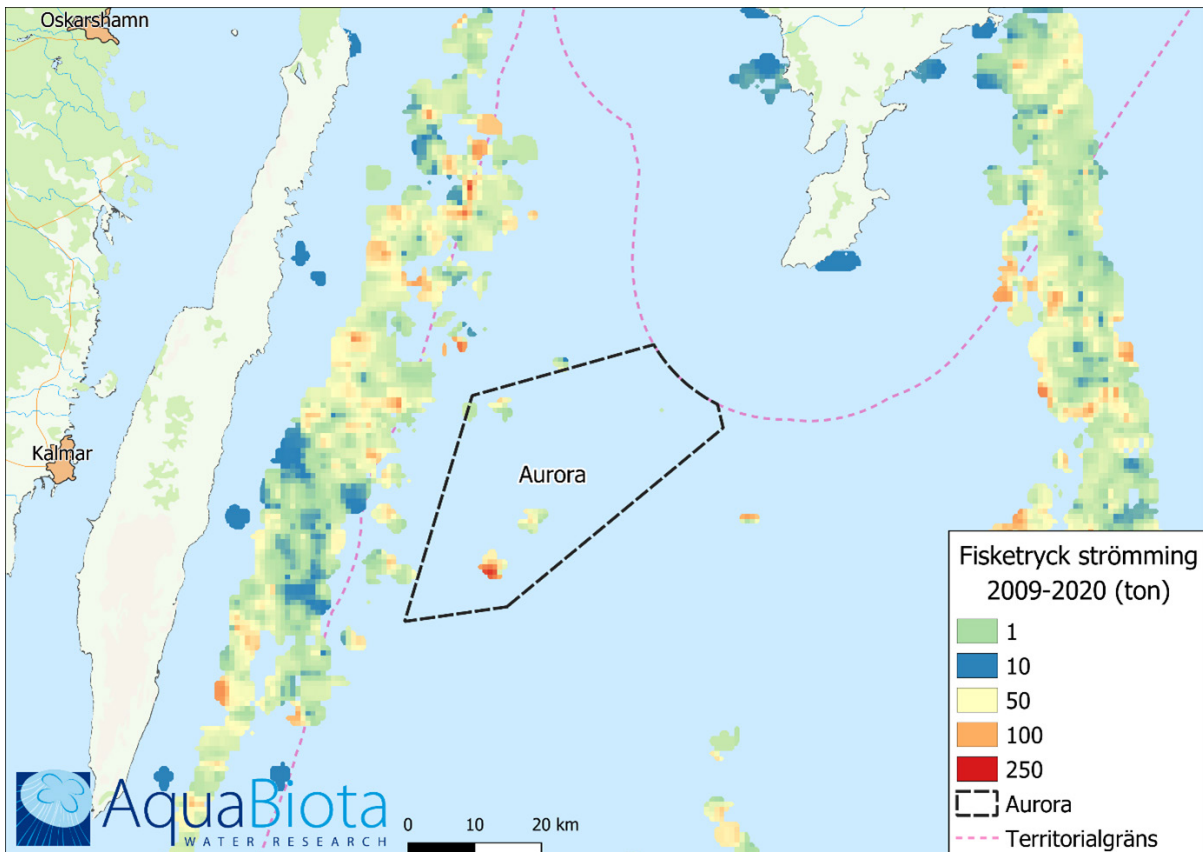 Oskarshamn
Kalmar
Aurora
Fisketryck strömming
2009-2020 (ton)
1
10
50
100
250
Aurora
Territorialgräns
AquaBiota
WATER RESEARCH
0 10 20 km